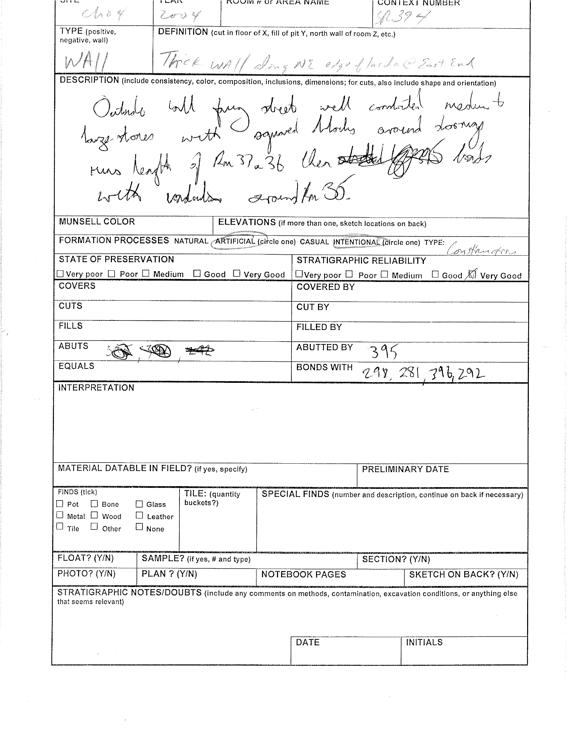 SITE YEAR ROOM # or AREA NAME CONTEXT NUMBER
Ch04 2004 SR394
TYPE (positive, negative, wall) DEFINITION (cut in floor of X, fill of pit Y, north wall of room Z, etc.)
WALL Thick WAll along NE edge of @ East End
DESCRIPTION (include consistency, color, composition, inclusions, dimensions; for cuts, also include shape and orientation)
Outside wall facing street well constructed medium to
large stones with squared blocks around doorways
runs length of Rm 37 a 36 then bonds
with around Rm 35.
MUNSELL COLOR ELEVATIONS (if more than one, sketch locations on back)
FORMATION PROCESSES NATURAL ARTIFICIAL (circle one) CASUAL INTENTIONAL (circle one) TYPE: Construction
STATE OF PRESERVATION STRATIGRAPHIC RELIABILITY
Very poor Poor Medium Good Very Good Very poor Poor Medium Good Very Good
COVERS COVERED BY
CUTS CUT BY
FILLS FILLED BY
ABUTS ABUTTED BY 395
EQUALS BONDS WITH 298, 281, 396, 292
INTERPRETATION
MATERIAL DATABLE IN FIELD? (if yes, specify) PRELIMINARY DATE
FINDS (tick) TILE: (quantity buckets?) SPECIAL FINDS (number and description, continue on back if necessary)
Pot Bone Glass
Metal Wood Leather
Tile Other None
FLOAT? (Y/N) SAMPLE? (if yes, # and type) SECTION? (Y/N)
PHOTO? (Y/N) PLAN ? (Y/N) NOTEBOOK PAGES SKETCH ON BACK? (Y/N)
STRATIGRAPHIC NOTES/DOUBTS (include any comments on methods, contamination, excavation conditions, or anything else
that seems relevant)
DATE INITIALS